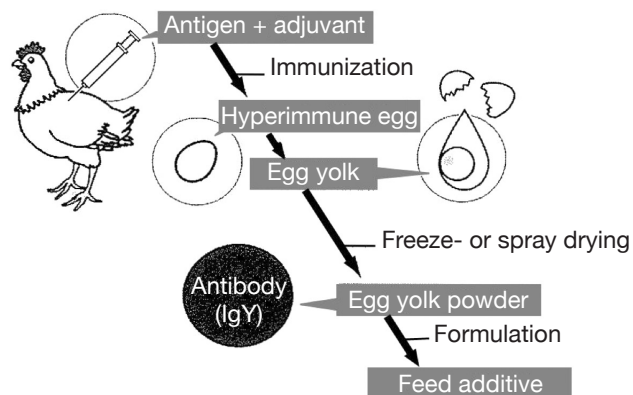 Antigen + adjuvant
Immunization
Hyperimmune egg
Egg yolk
Freeze- or spray drying
Antibody
(IgY)
Egg yolk powder
Formulation
Feed additive